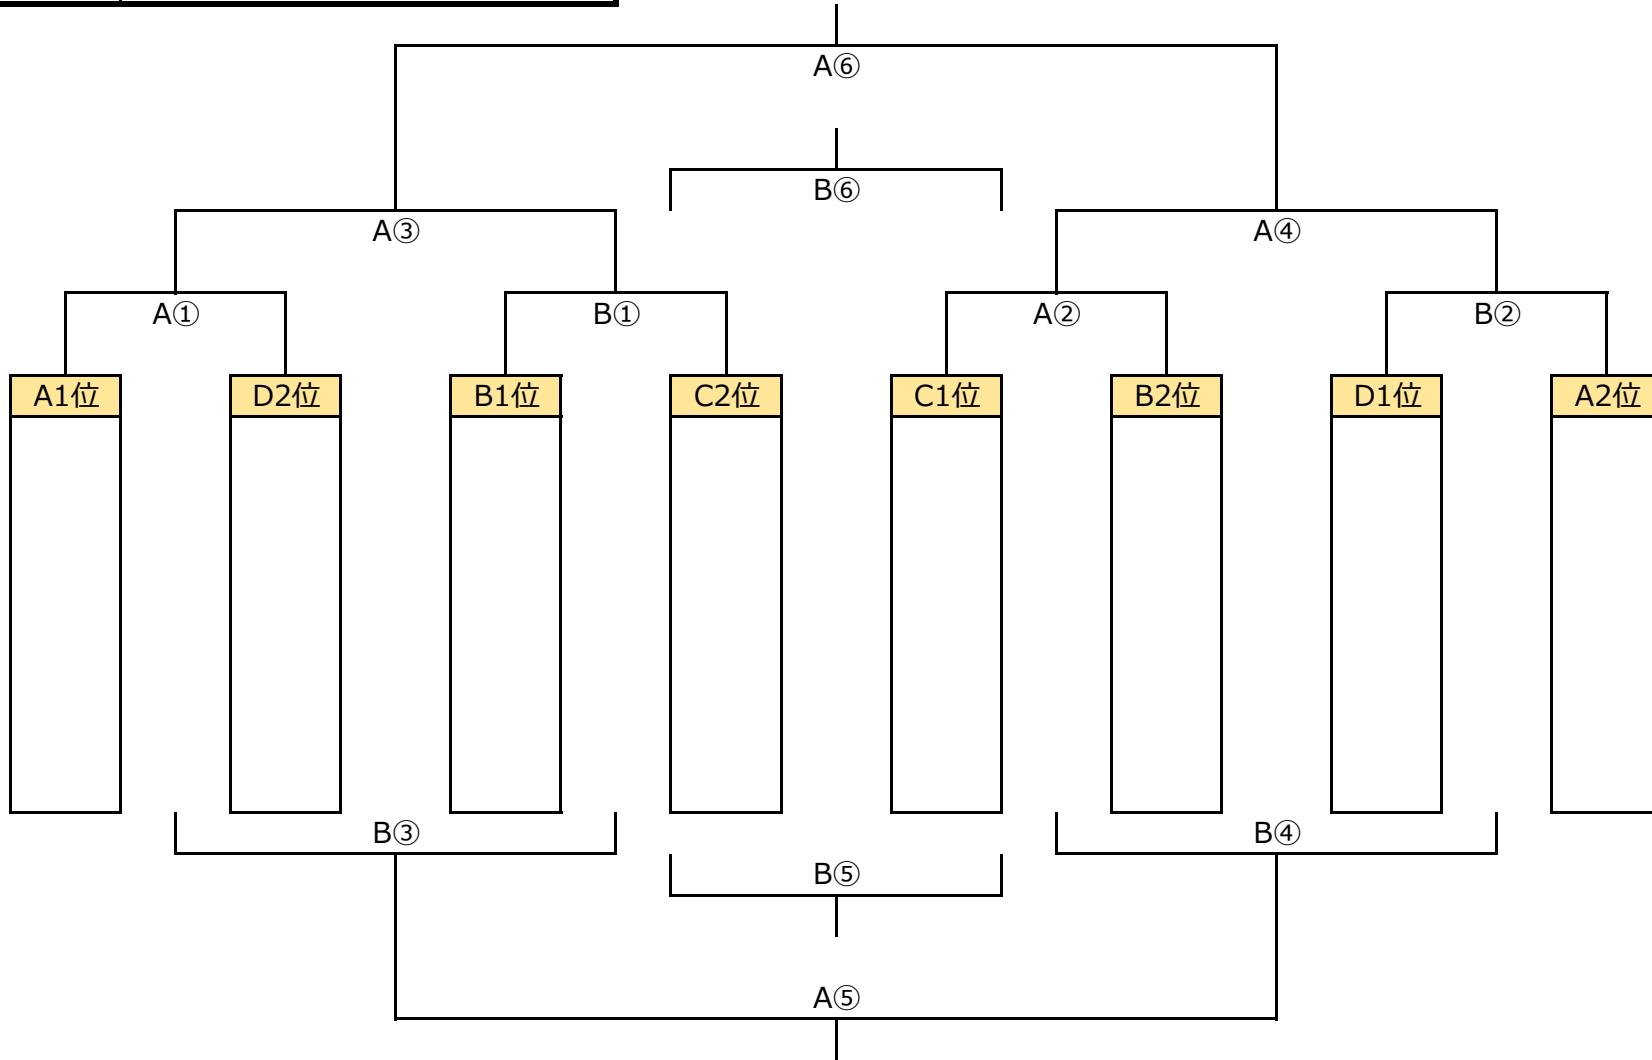 A⑥
B⑥
A③ A④
A① B① A② B②
A1位 D2位 B1位 C2位 C1位 B2位 D1位 A2位
B③ B④
B⑤
A⑤